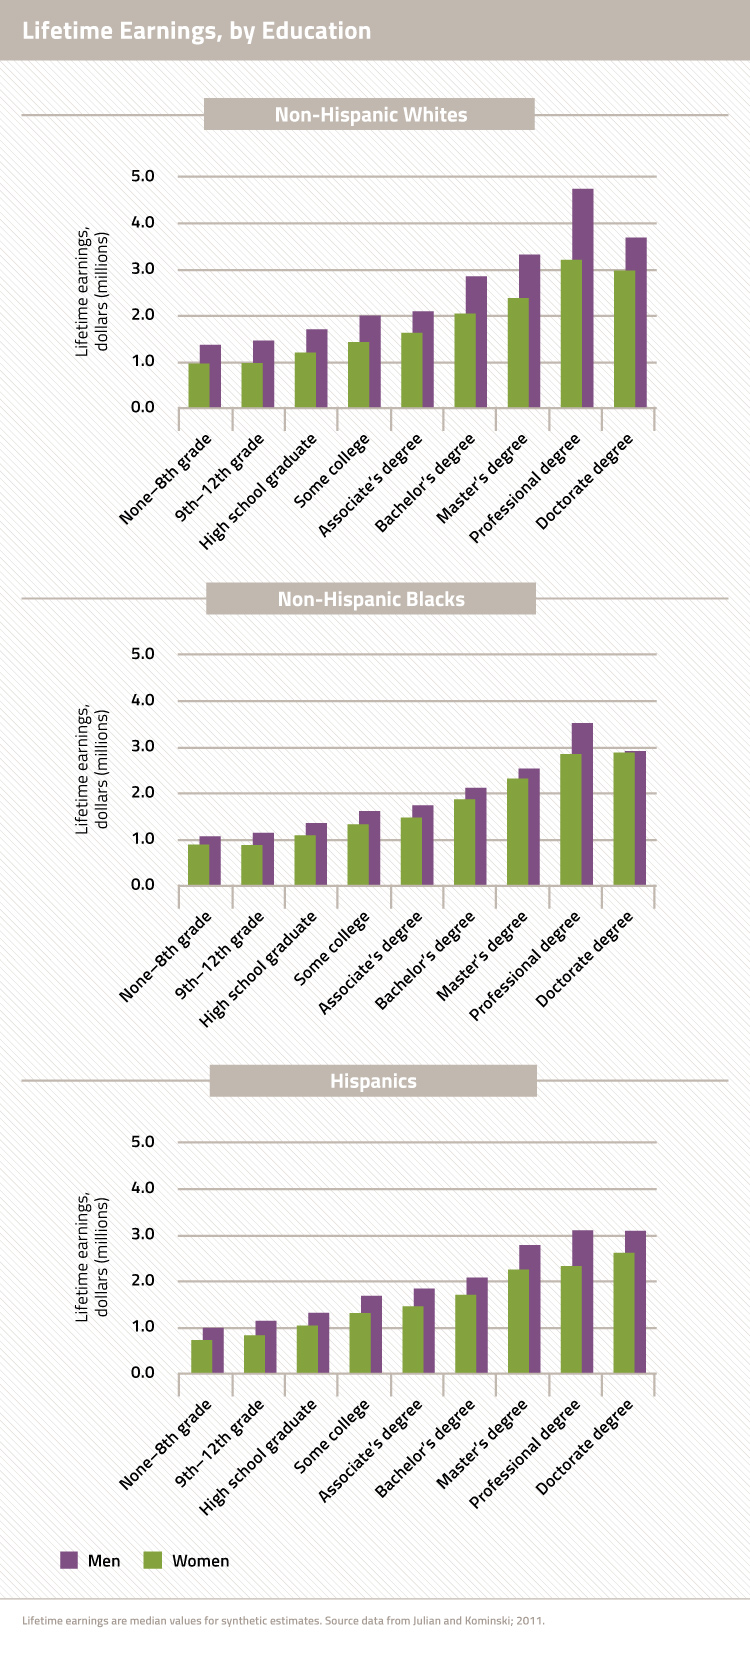 Lifetime Earnings, by Education
Non-Hispanic Whites
Lifetime earnings,
dollars (millions)
5.0
4.0
3.0
2.0
1.0
0.0
None–8th grade
9th–12th grade
High school graduate
Some college
Associate's degree
Bachelor's degree
Master's degree
Professional degree
Doctorate degree
Non-Hispanic Blacks
Lifetime earnings,
dollars (millions)
5.0
4.0
3.0
2.0
1.0
0.0
None–8th grade
9th–12th grade
High school graduate
Some college
Associate's degree
Bachelor's degree
Master's degree
Professional degree
Doctorate degree
Hispanics
Lifetime earnings,
dollars (millions)
5.0
4.0
3.0
2.0
1.0
0.0
None–8th grade
9th–12th grade
High school graduate
Some college
Associate's degree
Bachelor's degree
Master's degree
Professional degree
Doctorate degree
Men
Women
Lifetime earnings are median values for synthetic estimates. Source data from Julian and Kominski; 2011.